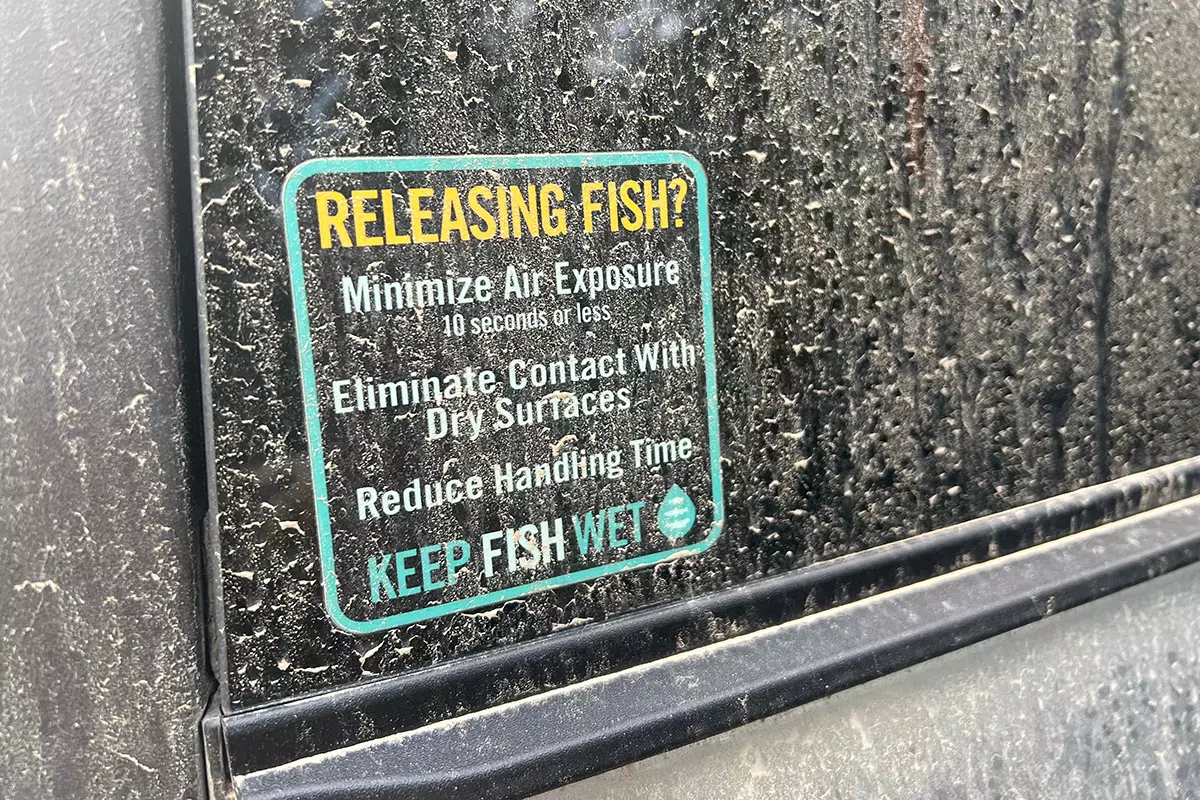 RELEASING FISH?
Minimize Air Exposure
10 seconds or less
Eliminate Contact With
Dry Surfaces
Reduce Handling Time
KEEP FISH WET